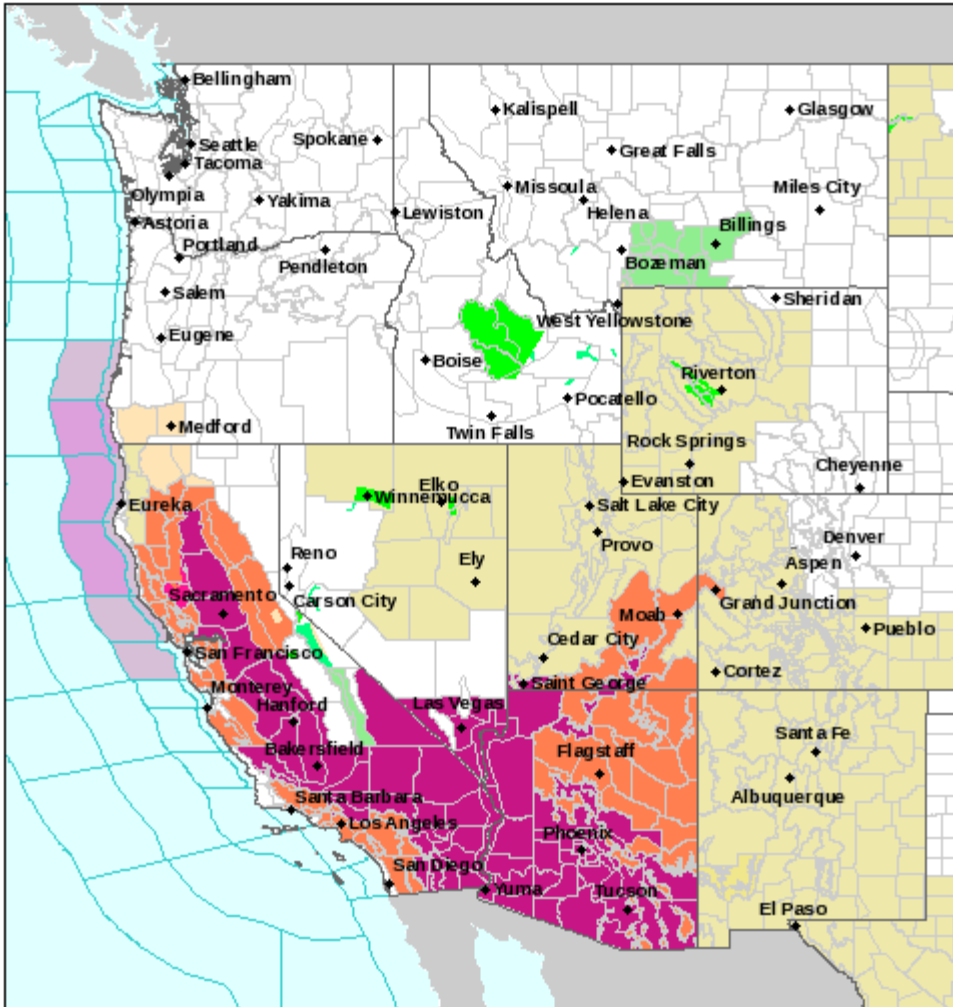 Bellingham
Kalispell
Glasgow
Spokane
Seattle
Great Falls
Tacoma
Missoula
Miles City
Olympia
Yakima
Helena
Lewiston
Astoria
Billings
Portland
Pendleton
Bozeman
Salem
Sheridan
West Yellowstone
Eugene
Boise
Riverton
Pocatello
Medford
Twin Falls
Rock Springs
Cheyenne
Elko
Evanston
Winnemucca
Eureka
Salt Lake City
Provo
Denver
Reno
Ely
Aspen
Sacramento
Carson City
Grand Junction
Moab
Pueblo
Cedar City
San Francisco
Cortez
Saint George
Monterey
Hanford
Las Vegas
Santa Fe
Bakersfield
Flagstaff
Albuquerque
Santa Barbara
Los Angeles
Phoenix
San Diego
Yuma
Tucson
El Paso